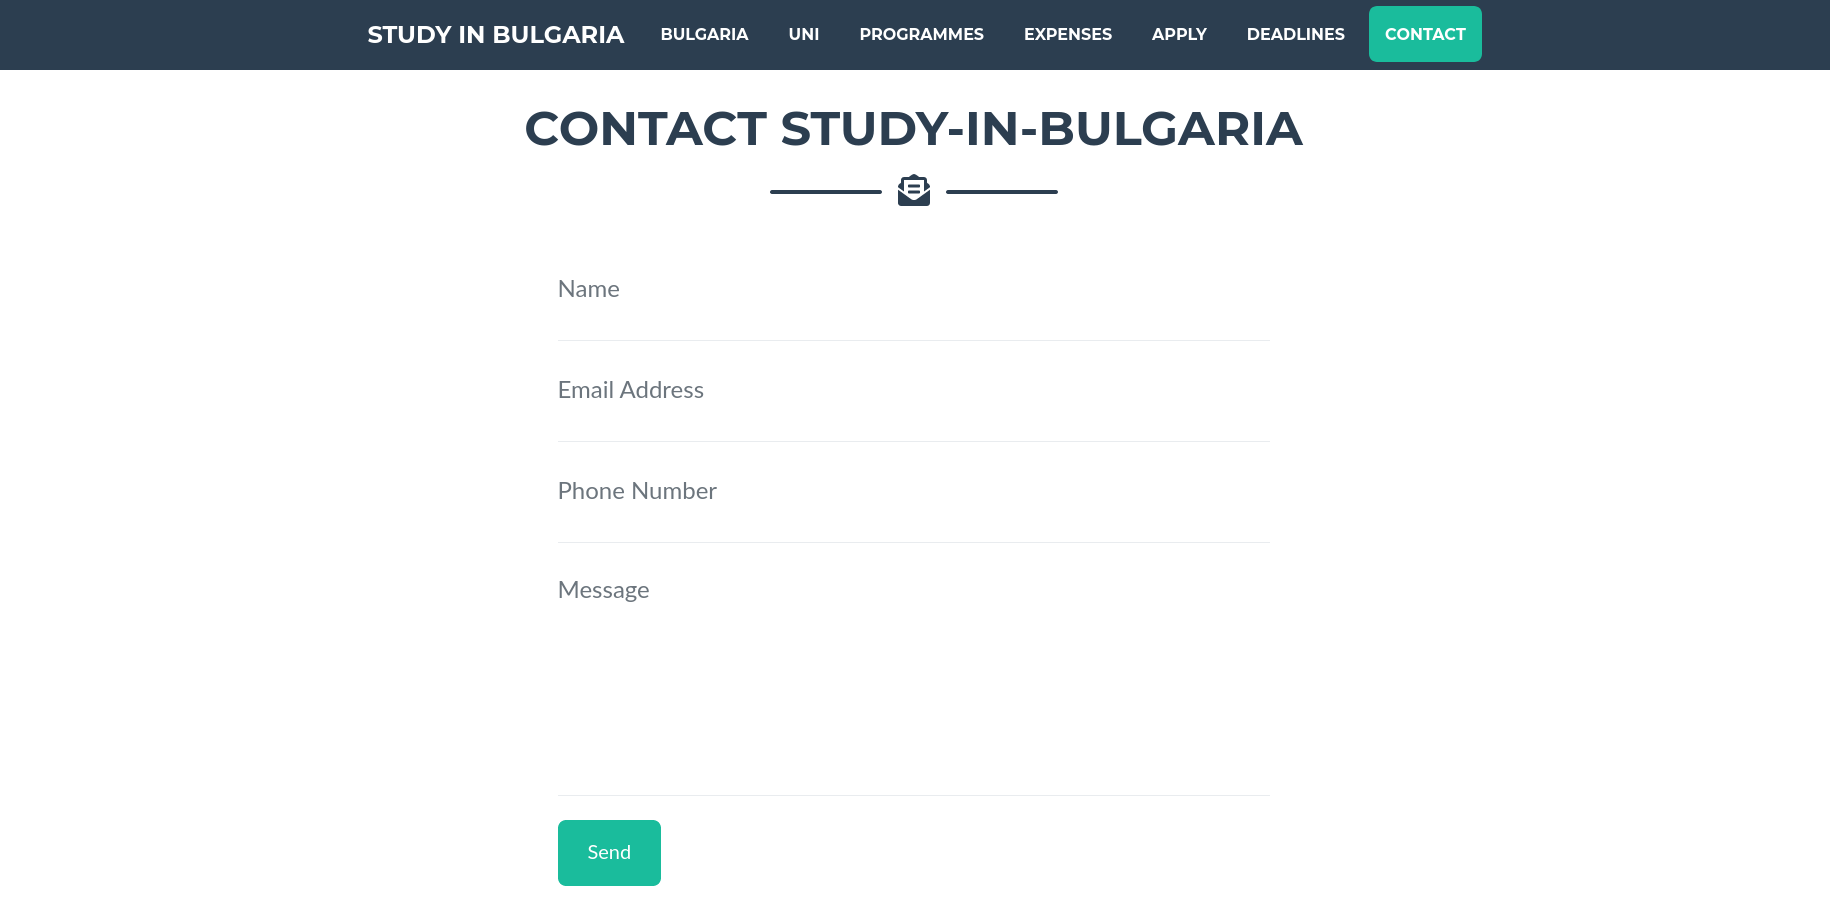 STUDY IN BULGARIA BULGARIA UNI PROGRAMMES EXPENSES APPLY DEADLINES CONTACT
CONTACT STUDY-IN-BULGARIA
Name
Email Address
Phone Number
Message
Send